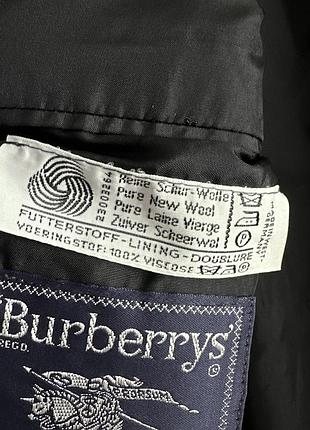 Reine Schur-Wolle
Pure New Wool
Pure Laine Vierge
Zuiver Scheerwol
FUTTERSTOFF-LINING-DOUBLURE
VOERINGSTOF: 100% VISCOSE
Burberrys'
REGD.
PRORSUM